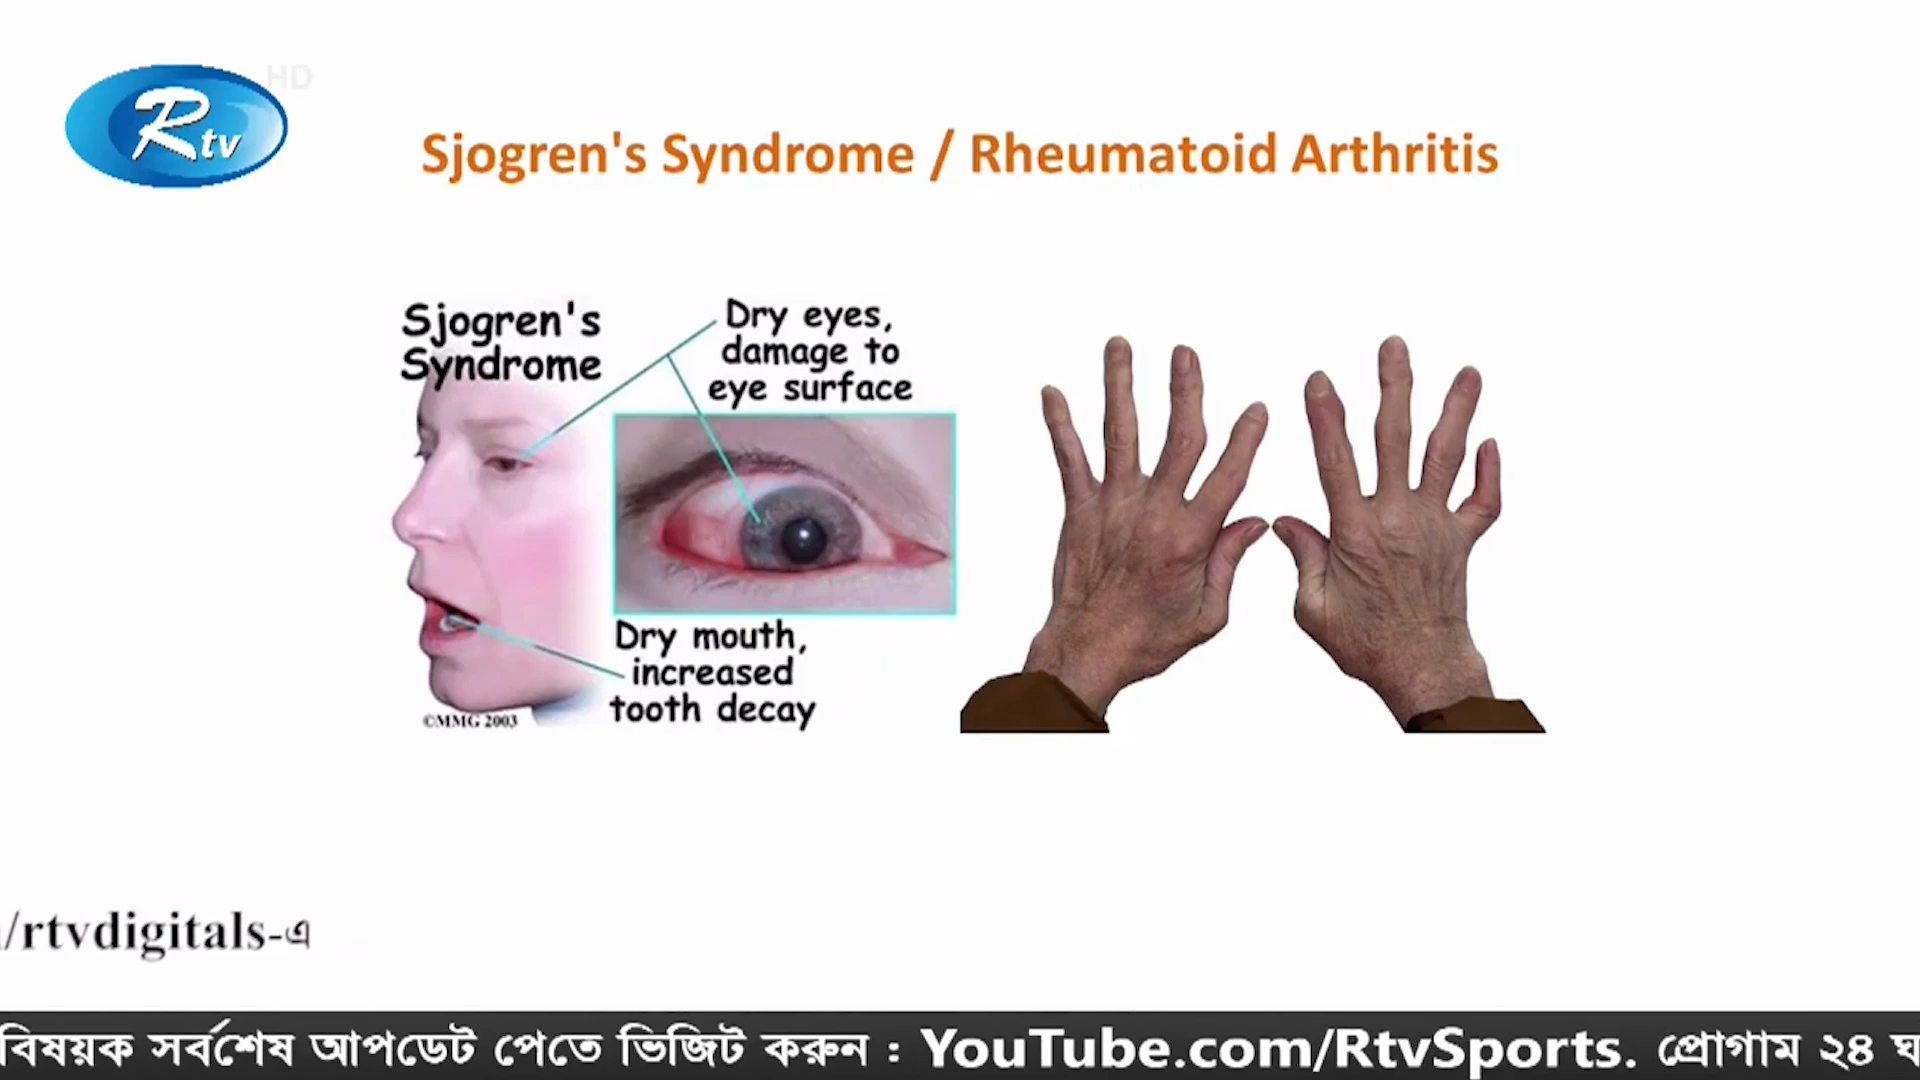 Rtv
HD
Sjogren's Syndrome / Rheumatoid Arthritis
Sjogren's
Syndrome
Dry eyes,
damage to
eye surface
Dry mouth,
increased
tooth decay
©MMG 2003
/rtvdigitals-এ
বিষয়ক সর্বশেষ আপডেট পেতে ভিজিট করুন : YouTube.com/RtvSports. প্রোগাম ২৪ ঘ